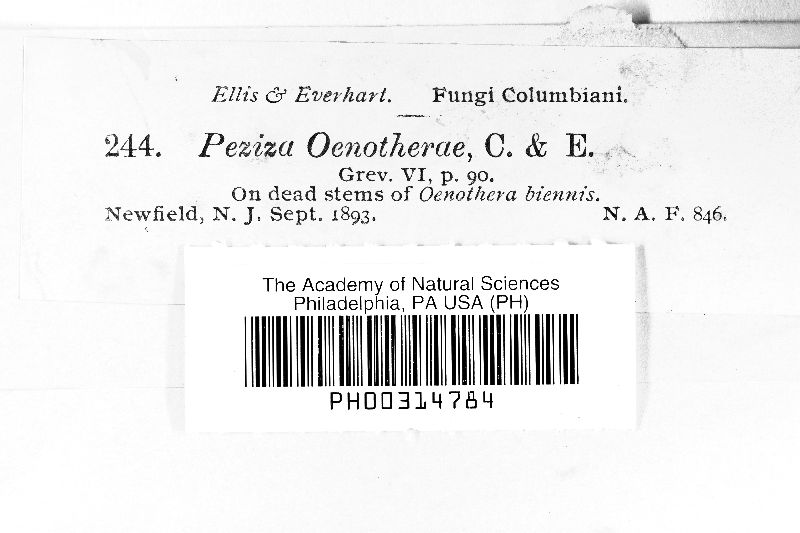 Ellis & Everhart. Fungi Columbiani.
244. Peziza Oenotherae, C. & E.
Grev. VI, p. 90.
On dead stems of Oenothera biennis.
Newfield, N. J. Sept. 1893. N. A. F. 846.
The Academy of Natural Sciences
Philadelphia, PA USA (PH)
PH00314784